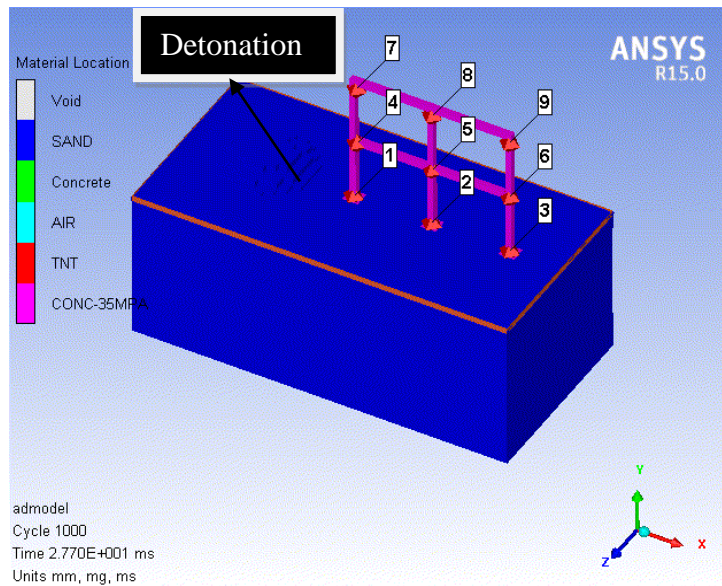 Detonation
ANSYS
R15.0
Material Location
Void
SAND
Concrete
AIR
TNT
CONC-35MPA
7
8
9
4
5
6
1
2
3
admodel
Cycle 1000
Time 2.770E+001 ms
Units mm, mg, ms
Y
X
Z